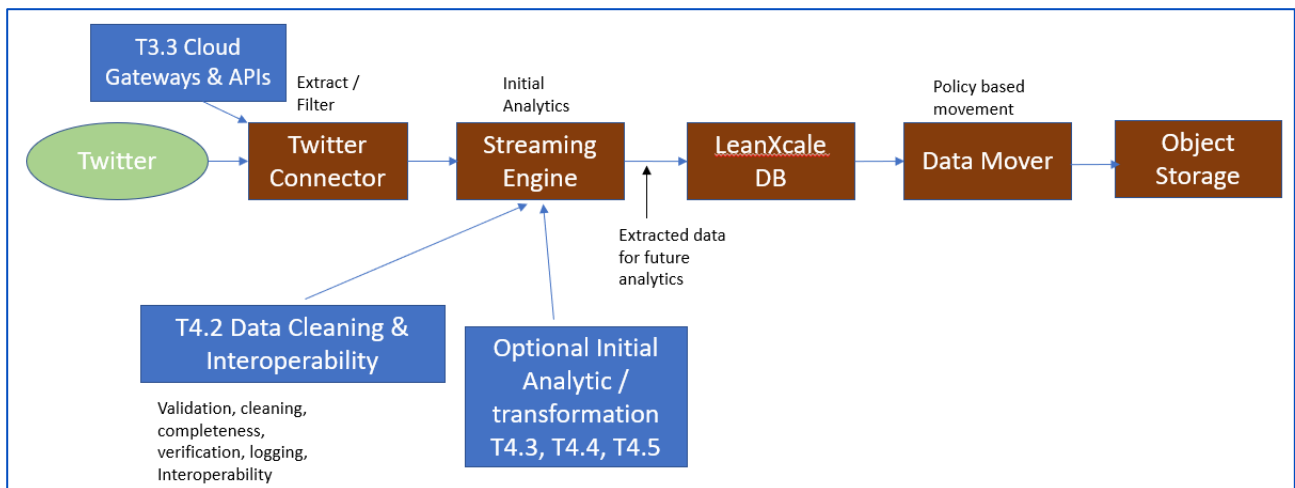 T3.3 Cloud
Gateways & APIs
Extract /
Filter
Initial
Analytics
Policy based
movement
Twitter
Twitter
Connector
Streaming
Engine
LeanXcale
DB
Data Mover
Object
Storage
Extracted data
for future
analytics
T4.2 Data Cleaning &
Interoperability
Optional Initial
Analytic /
transformation
T4.3, T4.4, T4.5
Validation, cleaning,
completeness,
verification, logging,
Interoperability